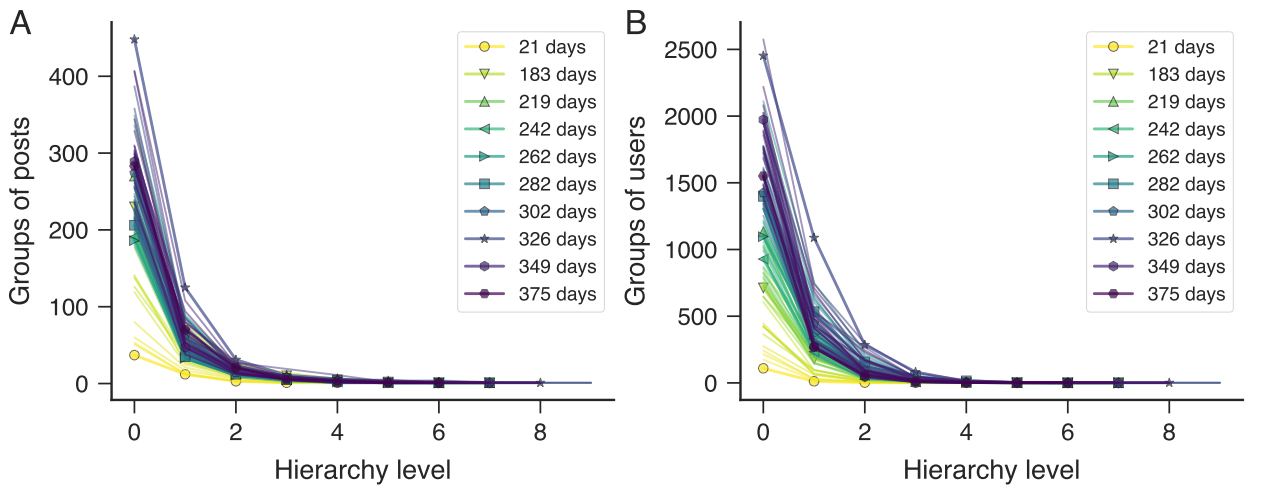 A
Groups of posts
400
300
200
100
0
0 2 4 6 8
Hierarchy level
21 days
183 days
219 days
242 days
262 days
282 days
302 days
326 days
349 days
375 days
B
Groups of users
2500
2000
1500
1000
500
0
0 2 4 6 8
Hierarchy level
21 days
183 days
219 days
242 days
262 days
282 days
302 days
326 days
349 days
375 days